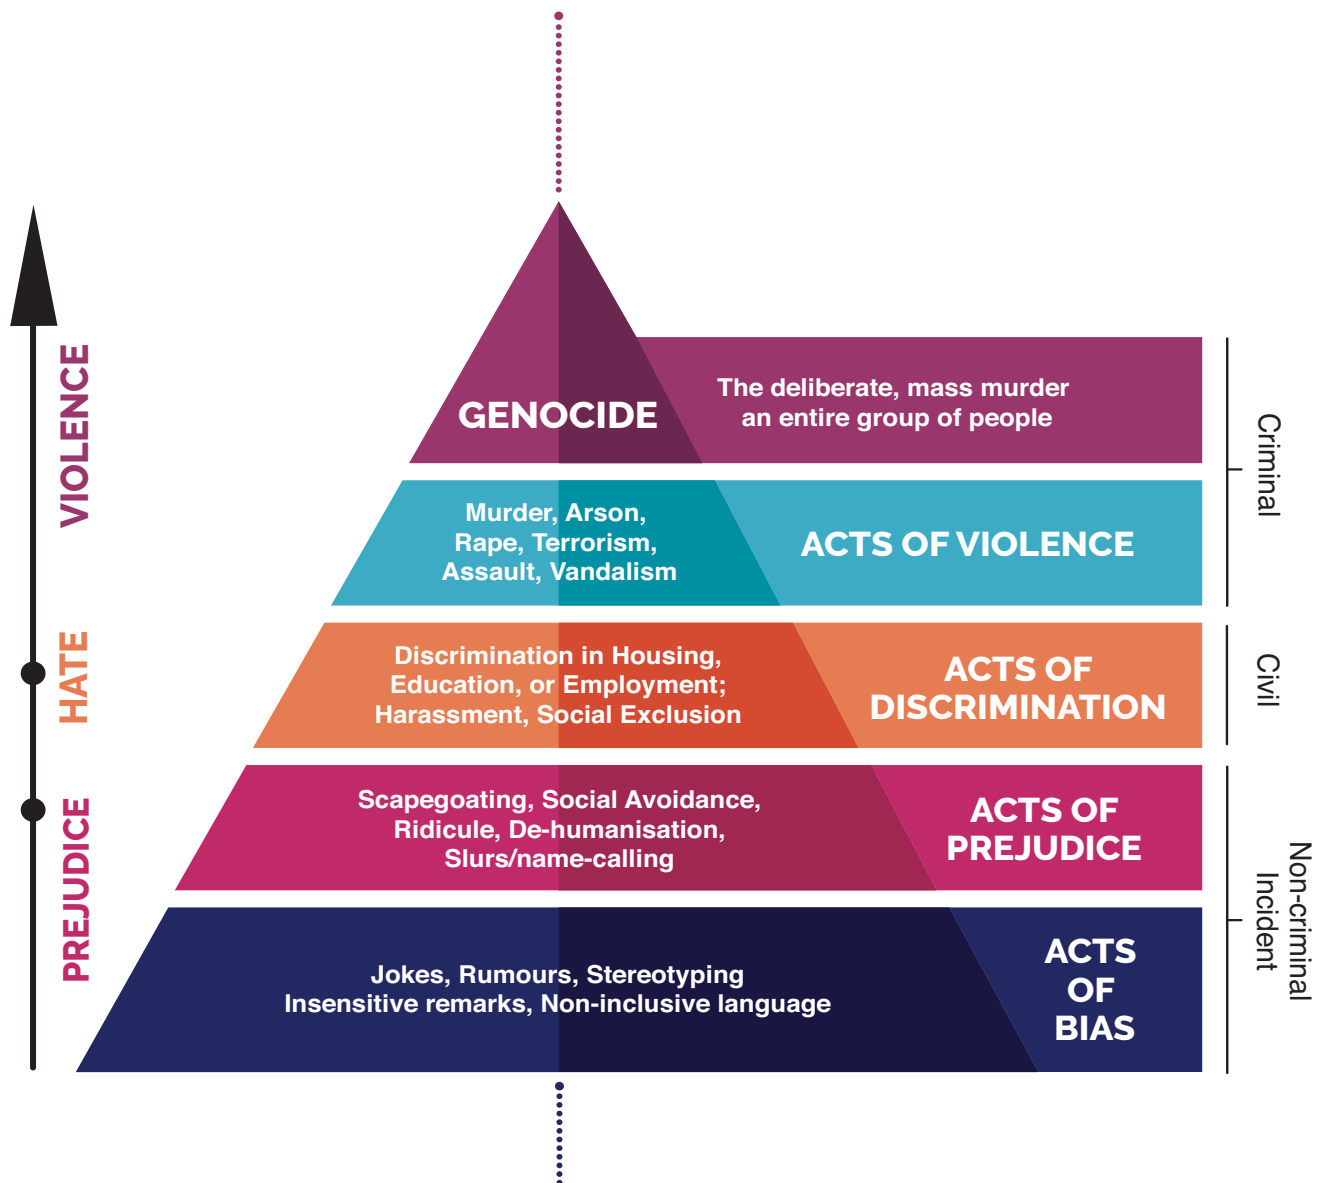 GENOCIDE
The deliberate, mass murder
an entire group of people
Murder, Arson,
Rape, Terrorism,
Assault, Vandalism
ACTS OF VIOLENCE
Discrimination in Housing,
Education, or Employment;
Harassment, Social Exclusion
ACTS OF
DISCRIMINATION
Scapegoating, Social Avoidance,
Ridicule, De-humanisation,
Slurs/name-calling
ACTS OF
PREJUDICE
Jokes, Rumours, Stereotyping
Insensitive remarks, Non-inclusive language
ACTS
OF
BIAS
VIOLENCE
HATE
PREJUDICE
Criminal
Civil
Non-criminal
Incident